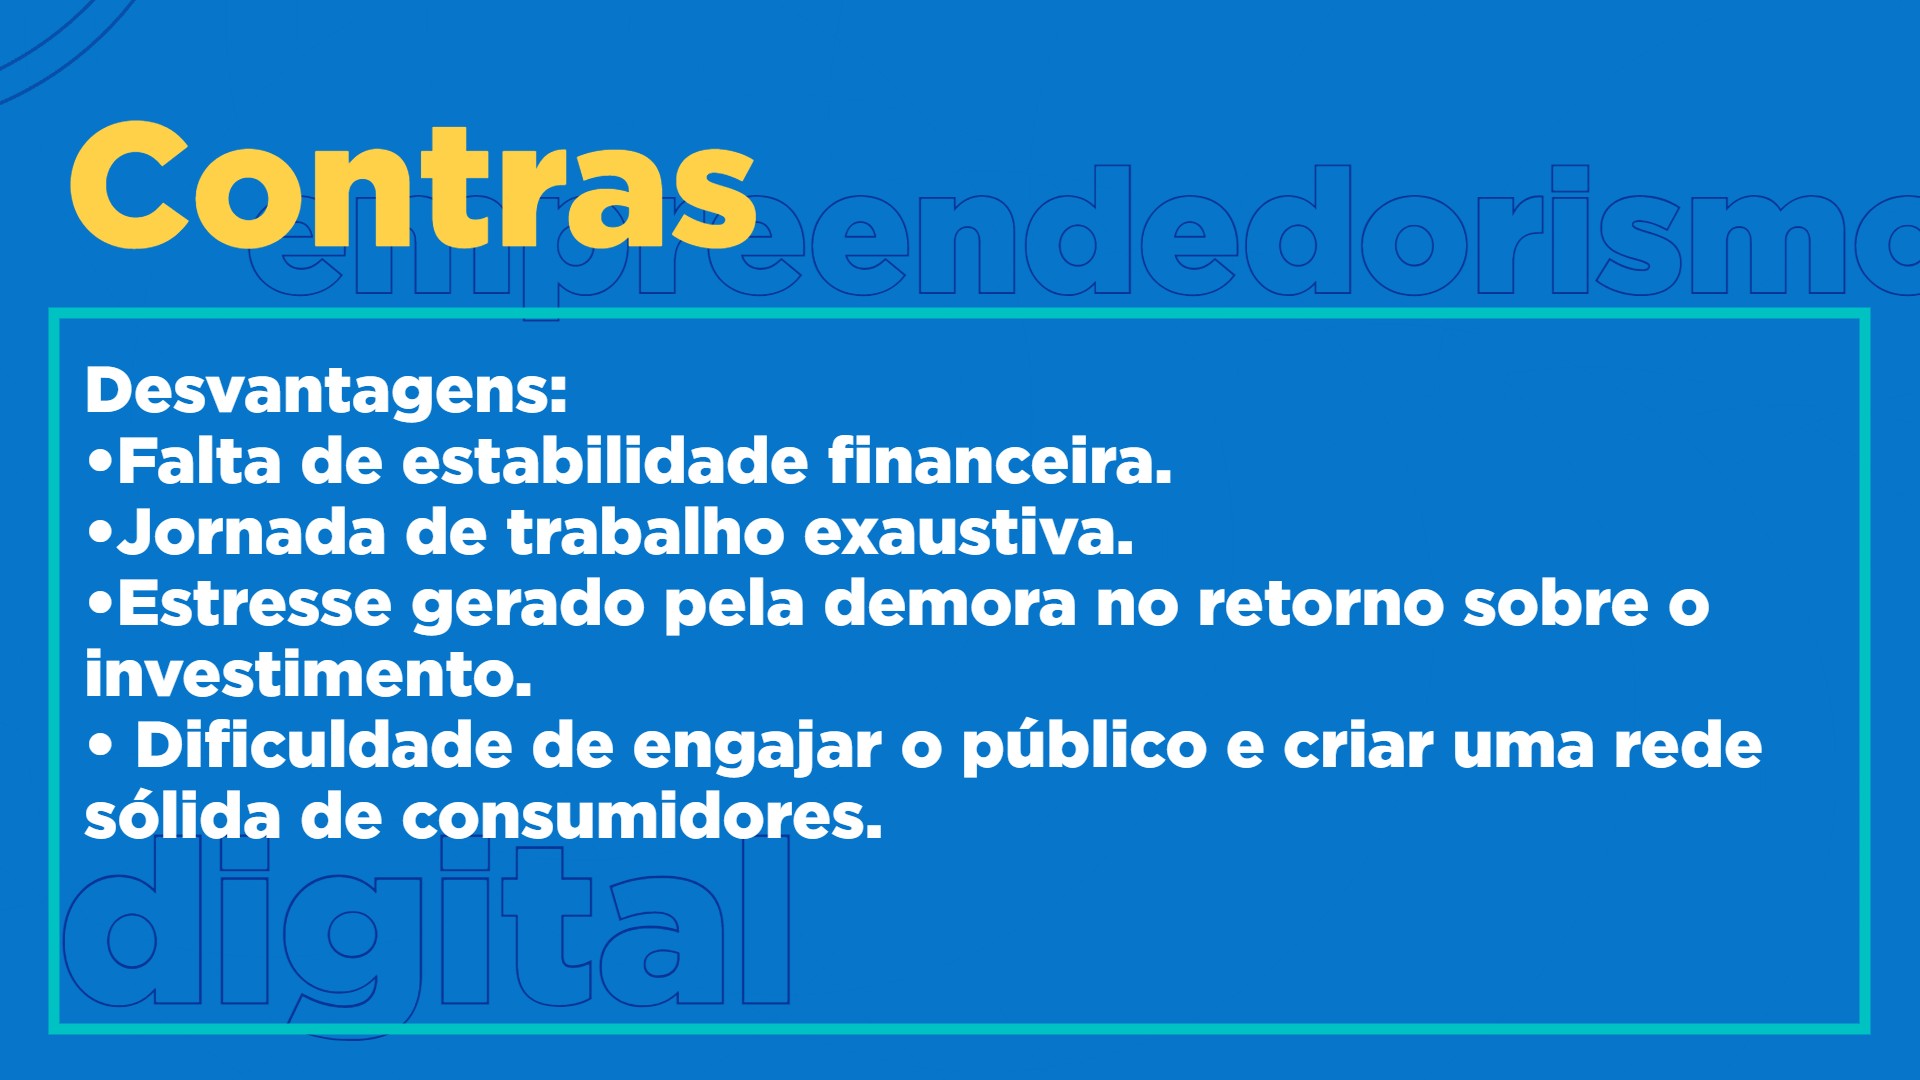 Contras
empreendedorismo
Desvantagens:
•Falta de estabilidade financeira.
•Jornada de trabalho exaustiva.
•Estresse gerado pela demora no retorno sobre o
investimento.
• Dificuldade de engajar o público e criar uma rede
sólida de consumidores.
digital